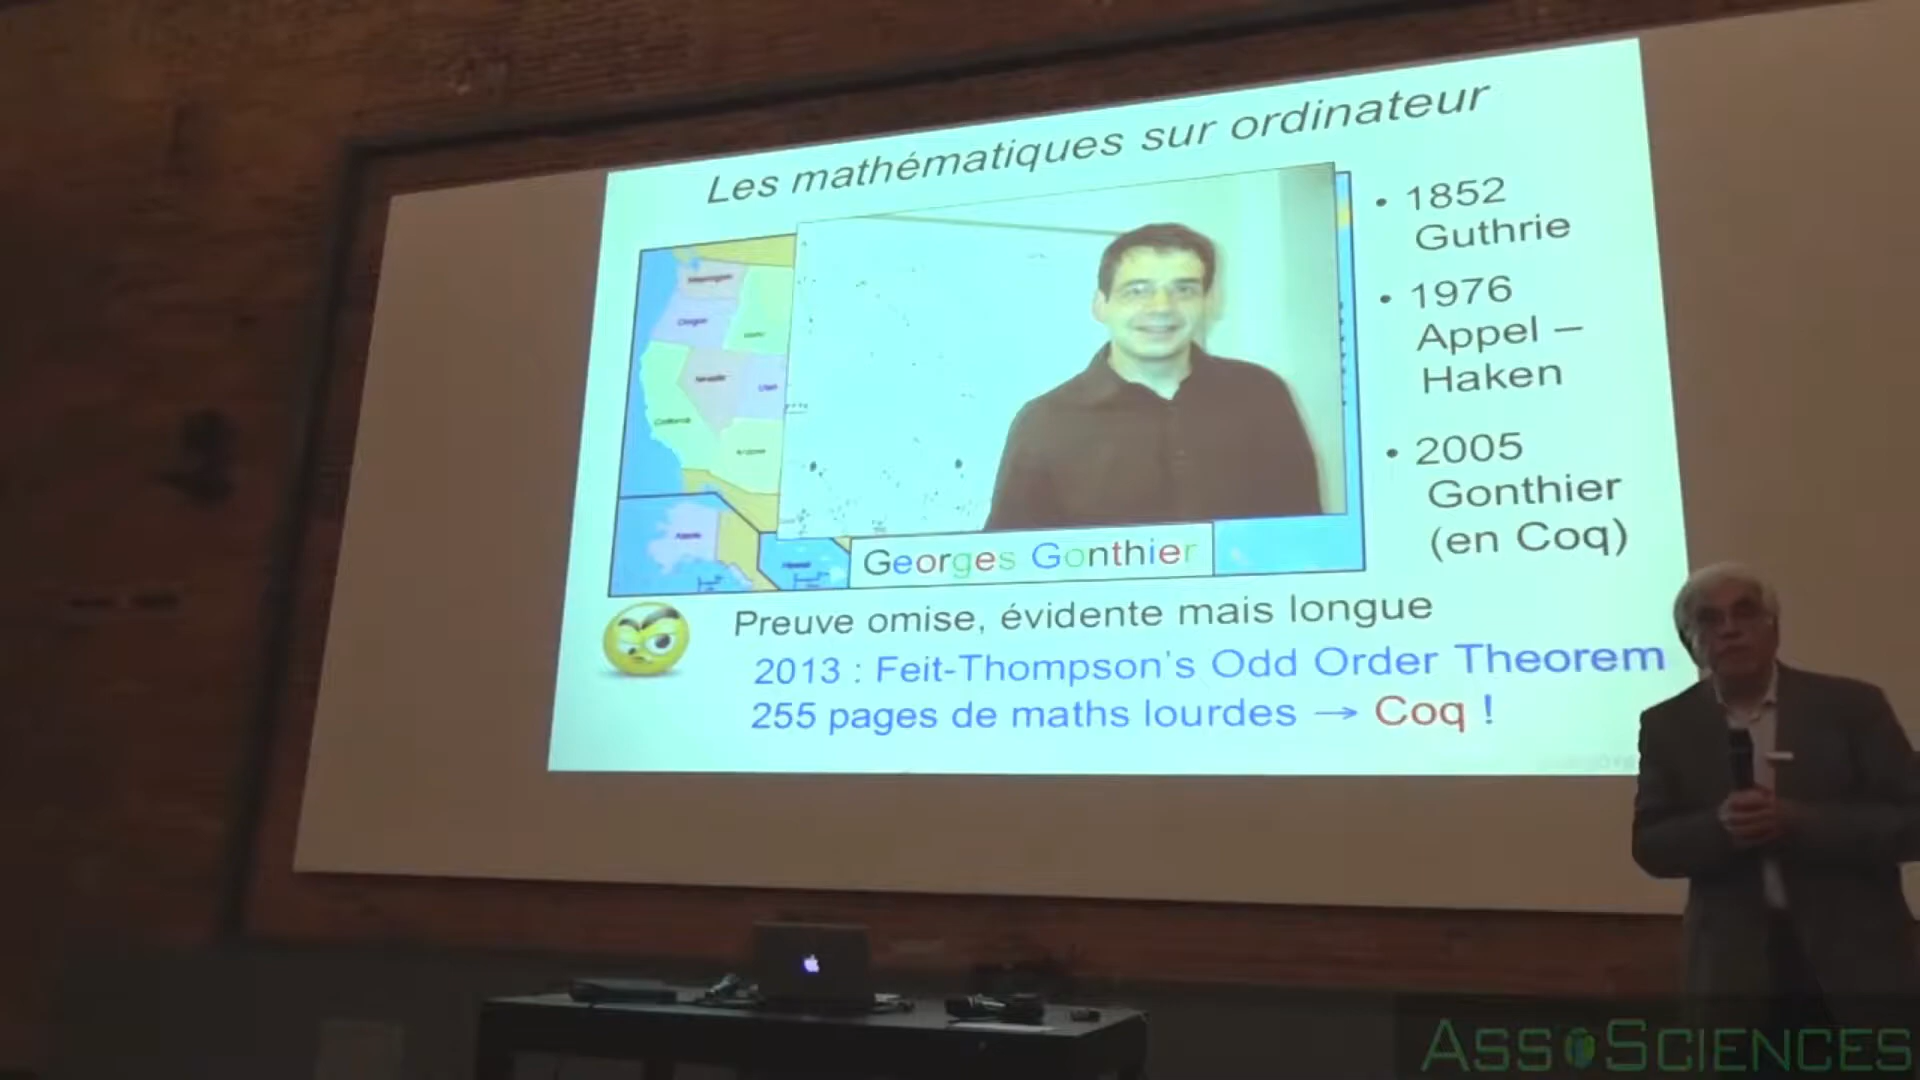 Les mathématiques sur ordinateur
Washington
Oregon
Nevada
Utah
California
Arizona
Alaska
Hawaii
Georges Gonthier
• 1852
Guthrie
• 1976
Appel –
Haken
• 2005
Gonthier
(en Coq)
Preuve omise, évidente mais longue
2013 : Feit-Thompson's Odd Order Theorem
255 pages de maths lourdes → Coq !
ASSOSCIENCES